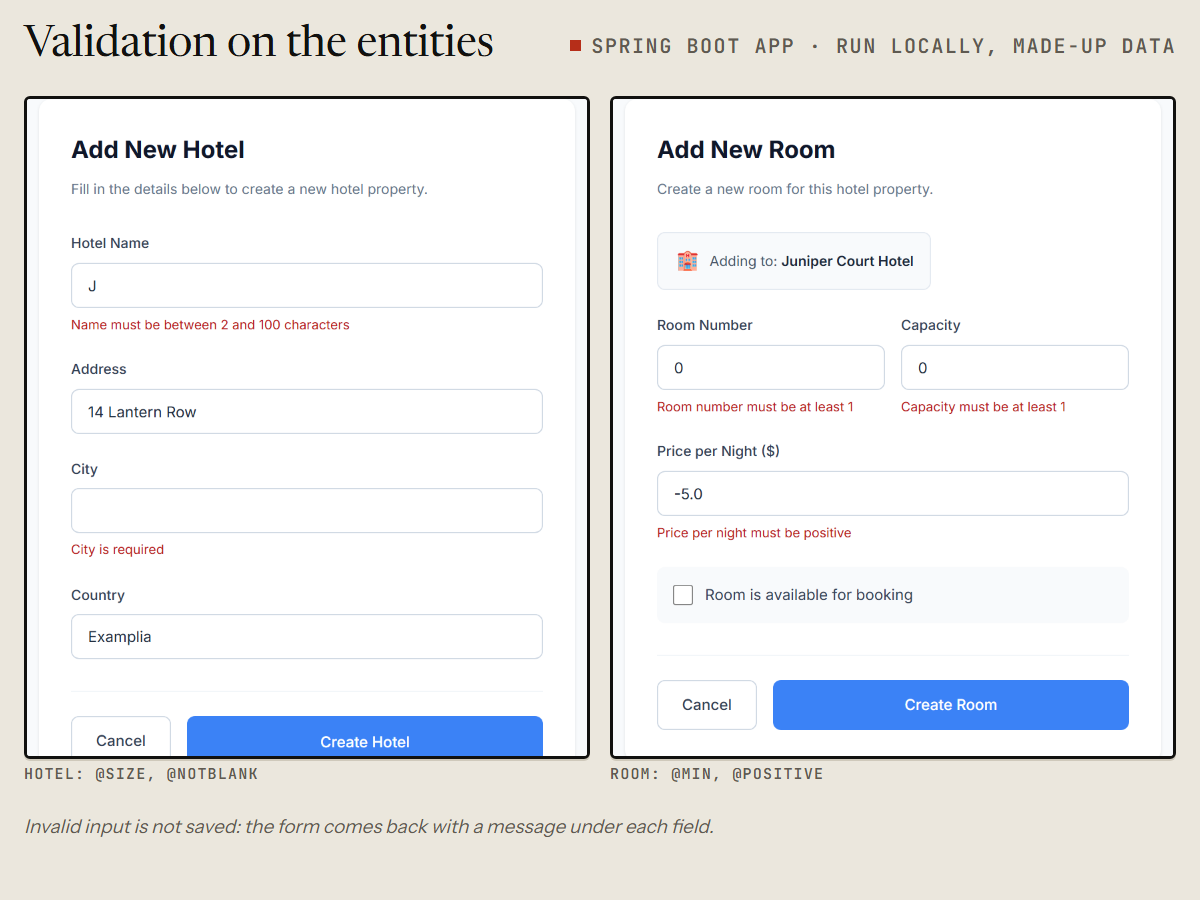 Validation on the entities
SPRING BOOT APP · RUN LOCALLY, MADE-UP DATA
Add New Hotel
Fill in the details below to create a new hotel property.
Hotel Name
J
Name must be between 2 and 100 characters
Address
14 Lantern Row
City
City is required
Country
Examplia
Cancel
Create Hotel
HOTEL: @SIZE, @NOTBLANK
Add New Room
Create a new room for this hotel property.
Adding to: Juniper Court Hotel
Room Number
Capacity
0
0
Room number must be at least 1
Capacity must be at least 1
Price per Night ($)
-5.0
Price per night must be positive
Room is available for booking
Cancel
Create Room
ROOM: @MIN, @POSITIVE
Invalid input is not saved: the form comes back with a message under each field.